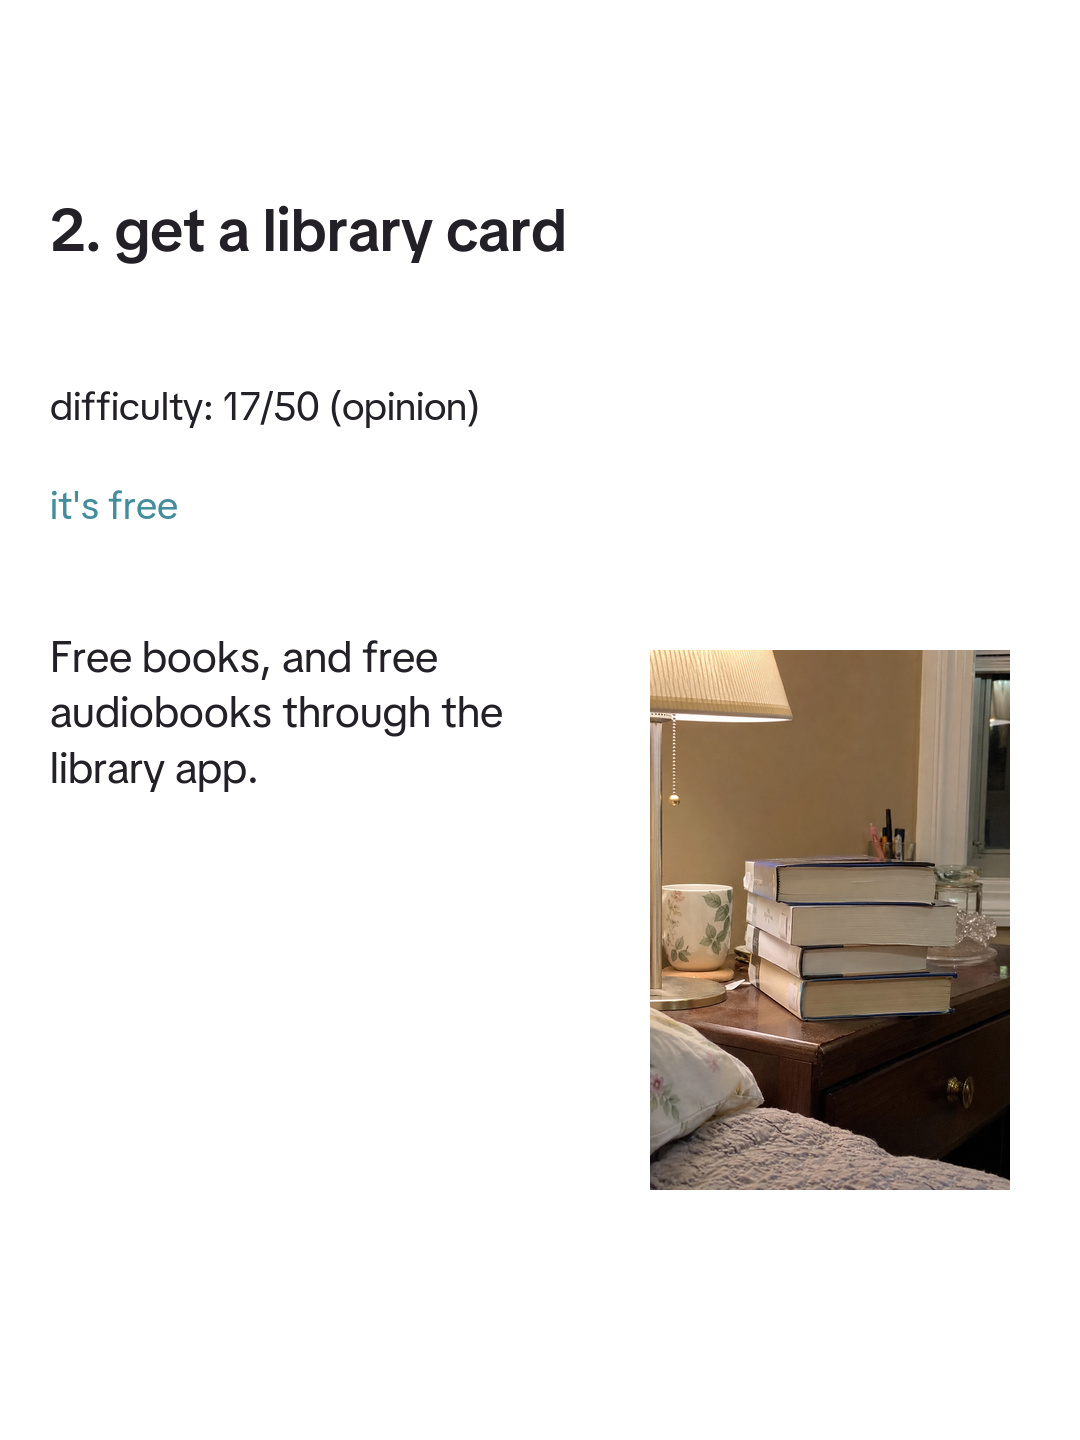 2. get a library card
difficulty: 17/50 (opinion)
it's free
Free books, and free
audiobooks through the
library app.